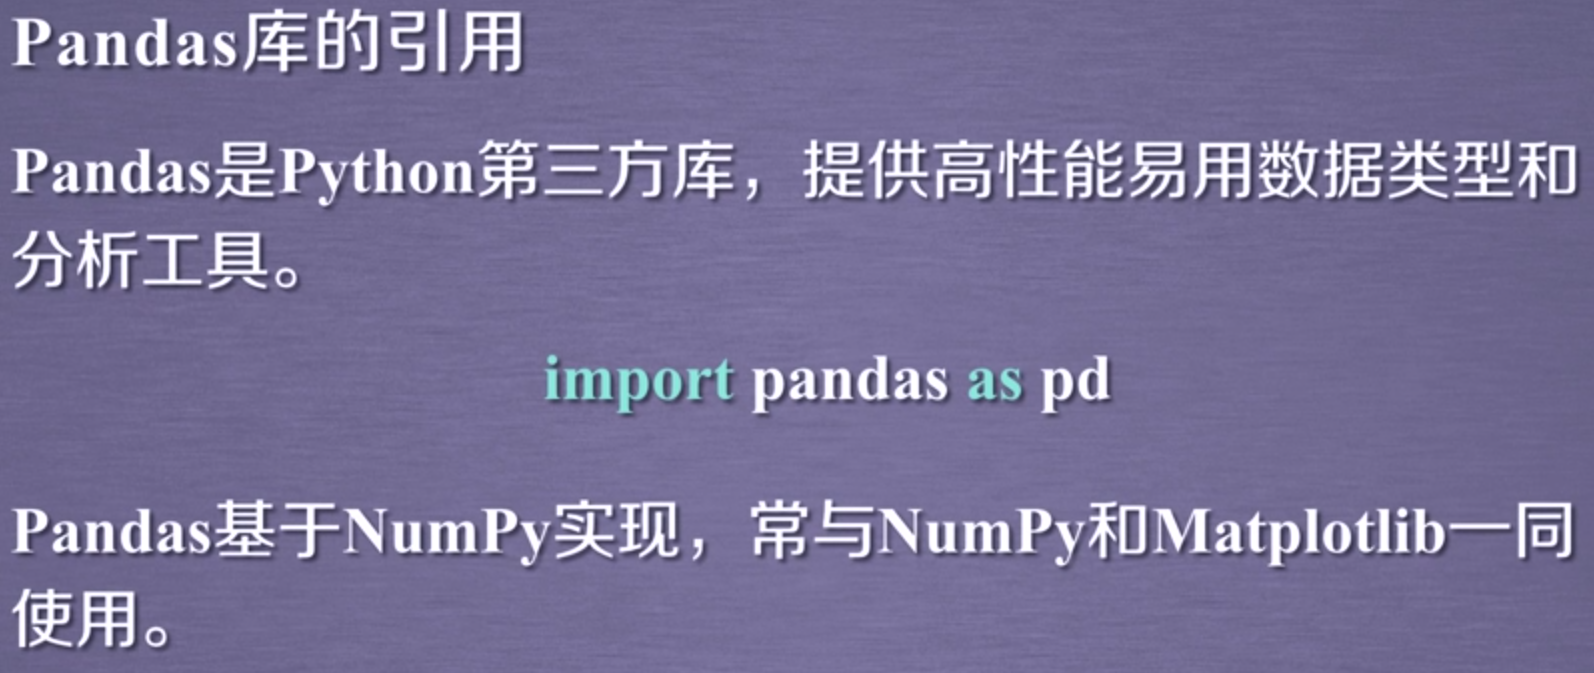 Pandas库的引用
Pandas是Python第三方库，提供高性能易用数据类型和
分析工具。
import pandas as pd
Pandas基于NumPy实现，常与NumPy和Matplotlib一同
使用。